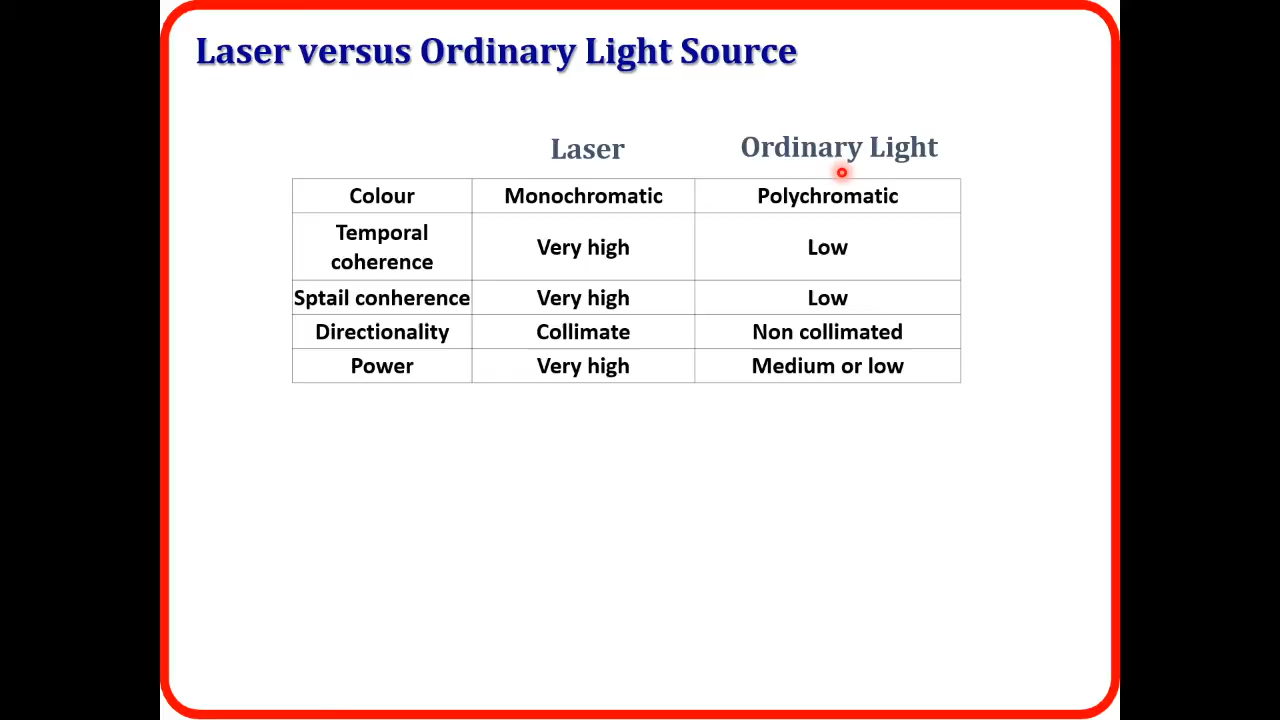 Laser versus Ordinary Light Source
Laser Ordinary Light
Colour Monochromatic Polychromatic
Temporal
coherence Very high Low
Sptail conherence Very high Low
Directionality Collimate Non collimated
Power Very high Medium or low